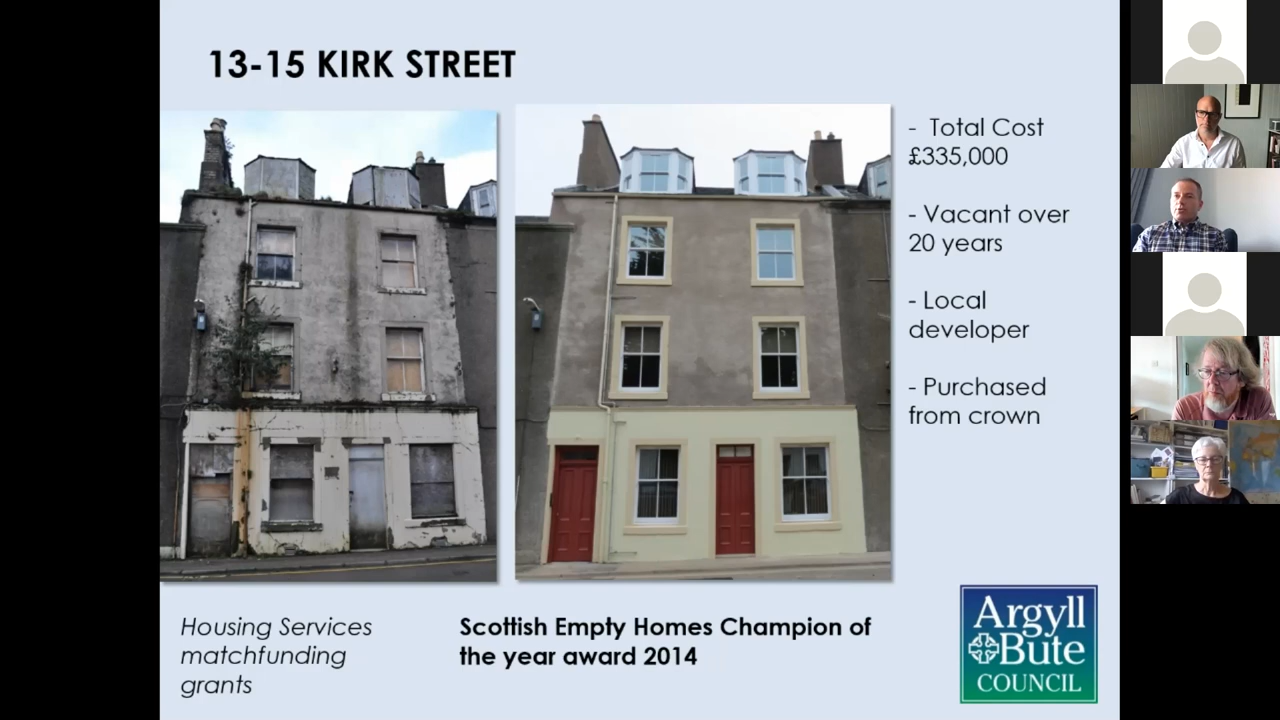 13-15 KIRK STREET
- Total Cost
£335,000
- Vacant over
20 years
- Local
developer
- Purchased
from crown
Housing Services
matchfunding
grants
Scottish Empty Homes Champion of
the year award 2014
Argyll
Bute
COUNCIL